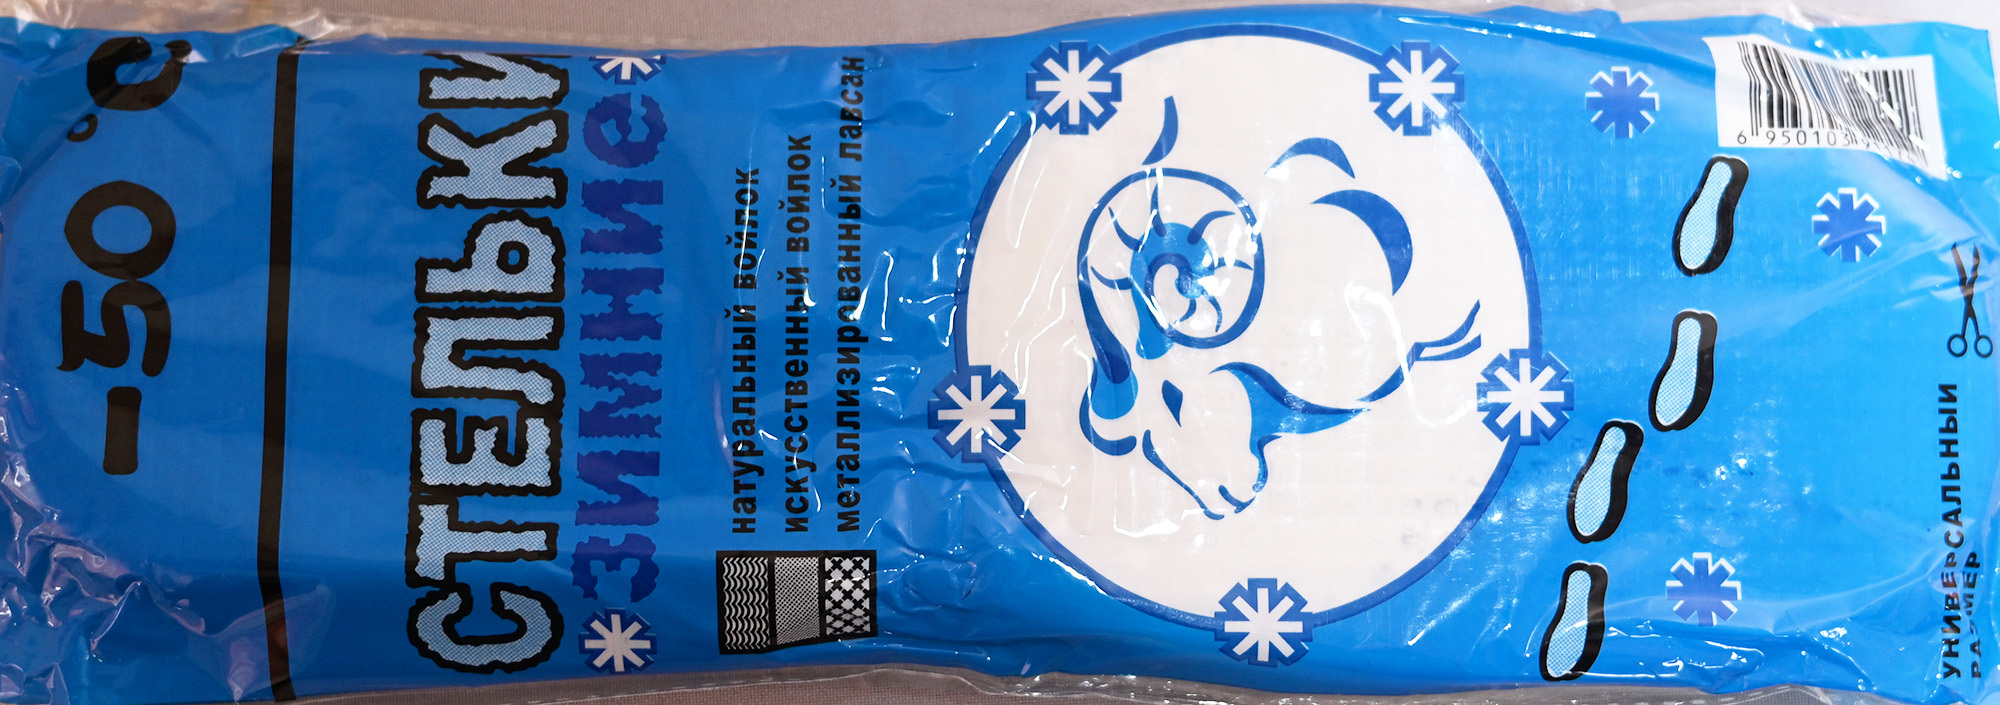 -50 °C
СТЕЛЬКИ
зимние
натуральный войлок
искусственный войлок
металлизированный лавсан
УНИВЕРСАЛЬНЫЙ
РАЗМЕР